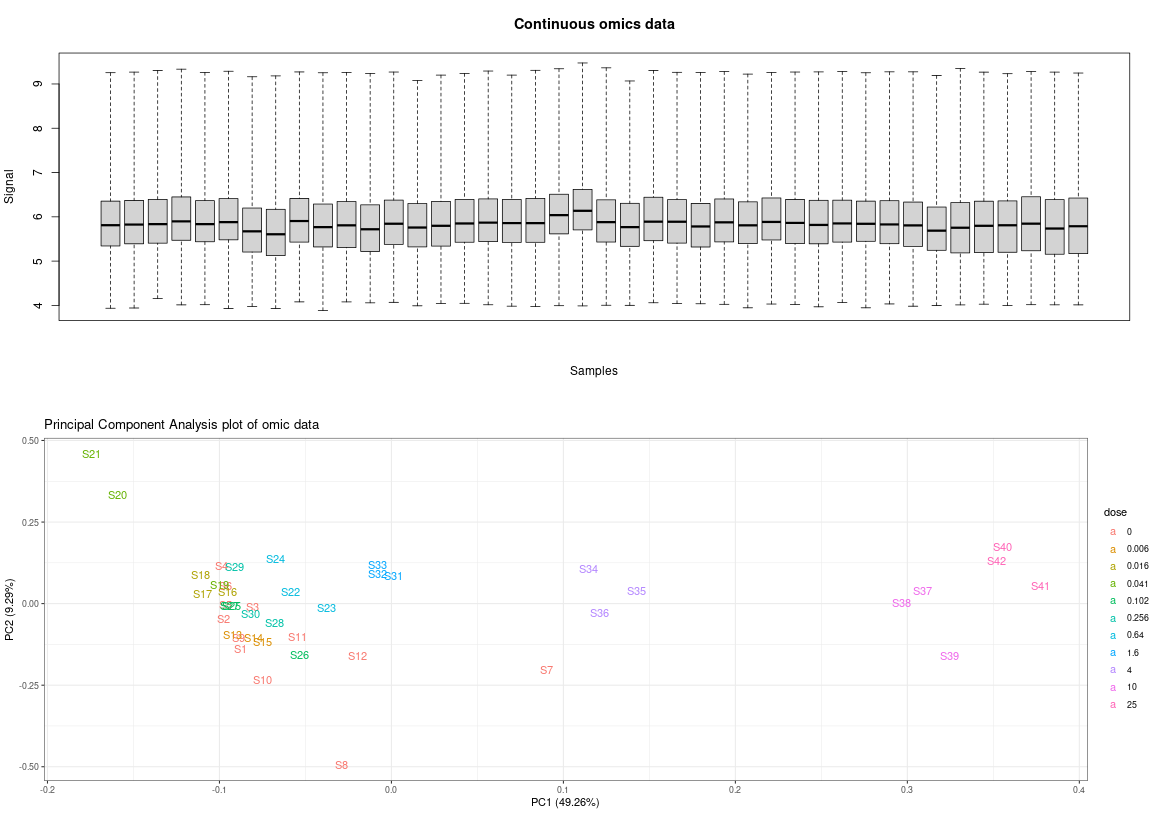 Continuous omics data
Signal
9
8
7
6
5
4
Samples
Principal Component Analysis plot of omic data
PC2 (9.29%)
0.50
0.25
0.00
-0.25
-0.50
S21
S20
S24
S4 S29
S33
S32 S31
S18
S17
S16
S22
S23
S3
S2
S30
S28
S14
S15
S11
S1
S26
S12
S10
S7
S8
S34
S35
S36
S40
S42
S41
S37
S38
S39
-0.2
-0.1
0.0
0.1
0.2
0.3
0.4
PC1 (49.26%)
dose
a 0
a 0.006
a 0.016
a 0.041
a 0.102
a 0.256
a 0.64
a 1.6
a 4
a 10
a 25